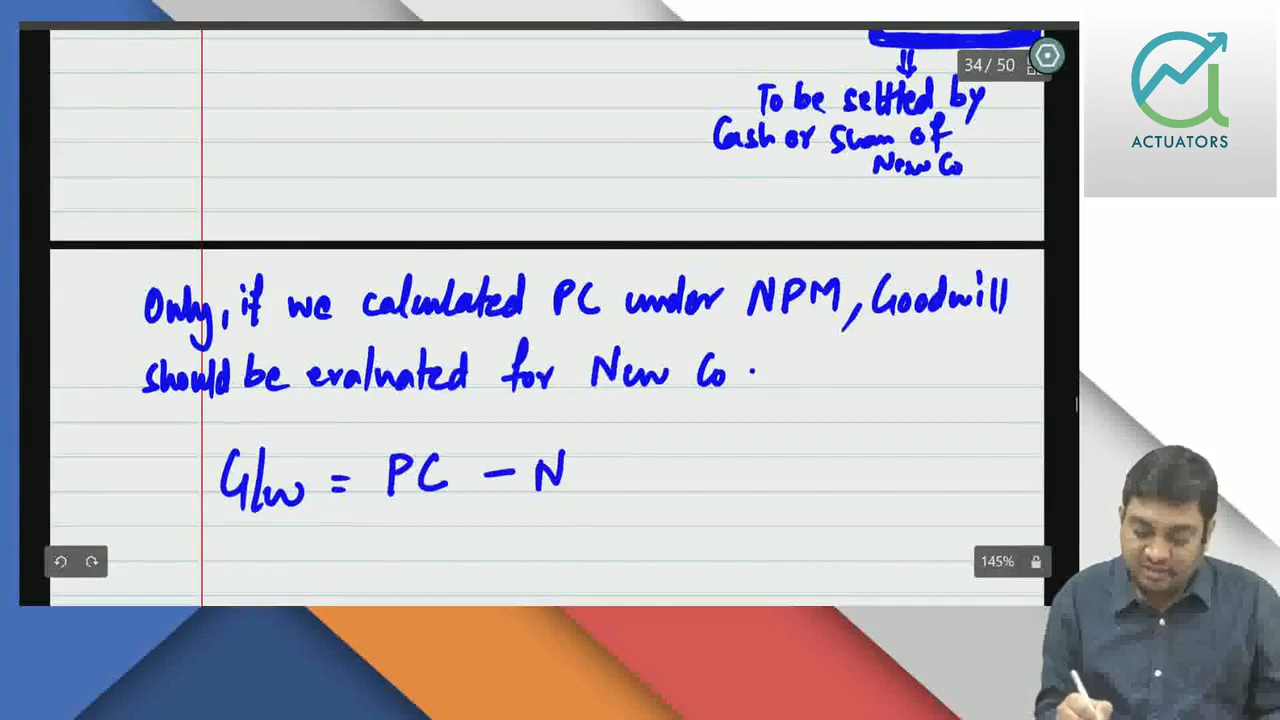 34 / 50
To be settled by
Cash or Shares of
New Co
ACTUATORS
Only, if we calculated PC under NPM, Goodwill
should be evaluated for New Co.
G/w = PC - N
145%